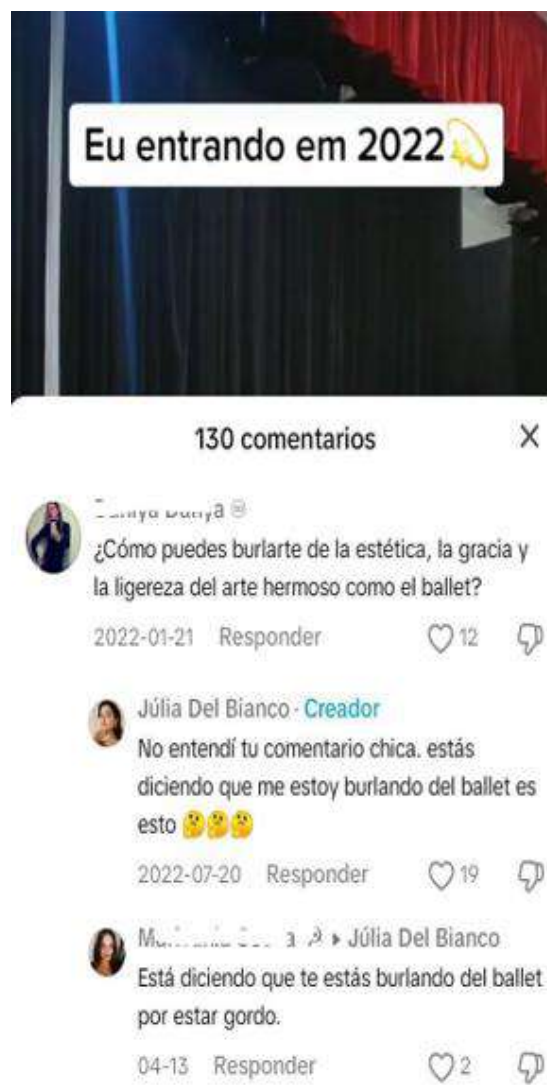 Eu entrando em 2022💫
130 comentarios
¿Cómo puedes burlarte de la estética, la gracia y
la ligereza del arte hermoso como el ballet?
2022-01-21 Responder 12
Júlia Del Bianco · Creador
No entendí tu comentario chica. estás
diciendo que me estoy burlando del ballet es
esto 🤔🤔🤔
2022-07-20 Responder 19
Júlia Del Bianco
Está diciendo que te estás burlando del ballet
por estar gordo.
04-13 Responder 2